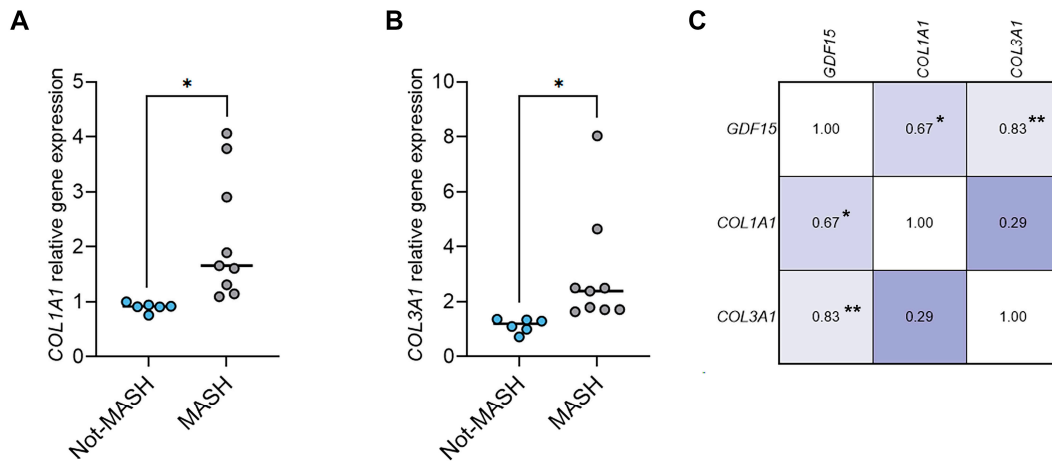 A
COL1A1 relative gene expression
5
4
3
2
1
0
*
Not-MASH
MASH
B
COL3A1 relative gene expression
10
8
6
4
2
0
*
Not-MASH
MASH
C
GDF15
COL1A1
COL3A1
GDF15
1.00
0.67 *
0.83 **
COL1A1
0.67 *
1.00
0.29
COL3A1
0.83 **
0.29
1.00